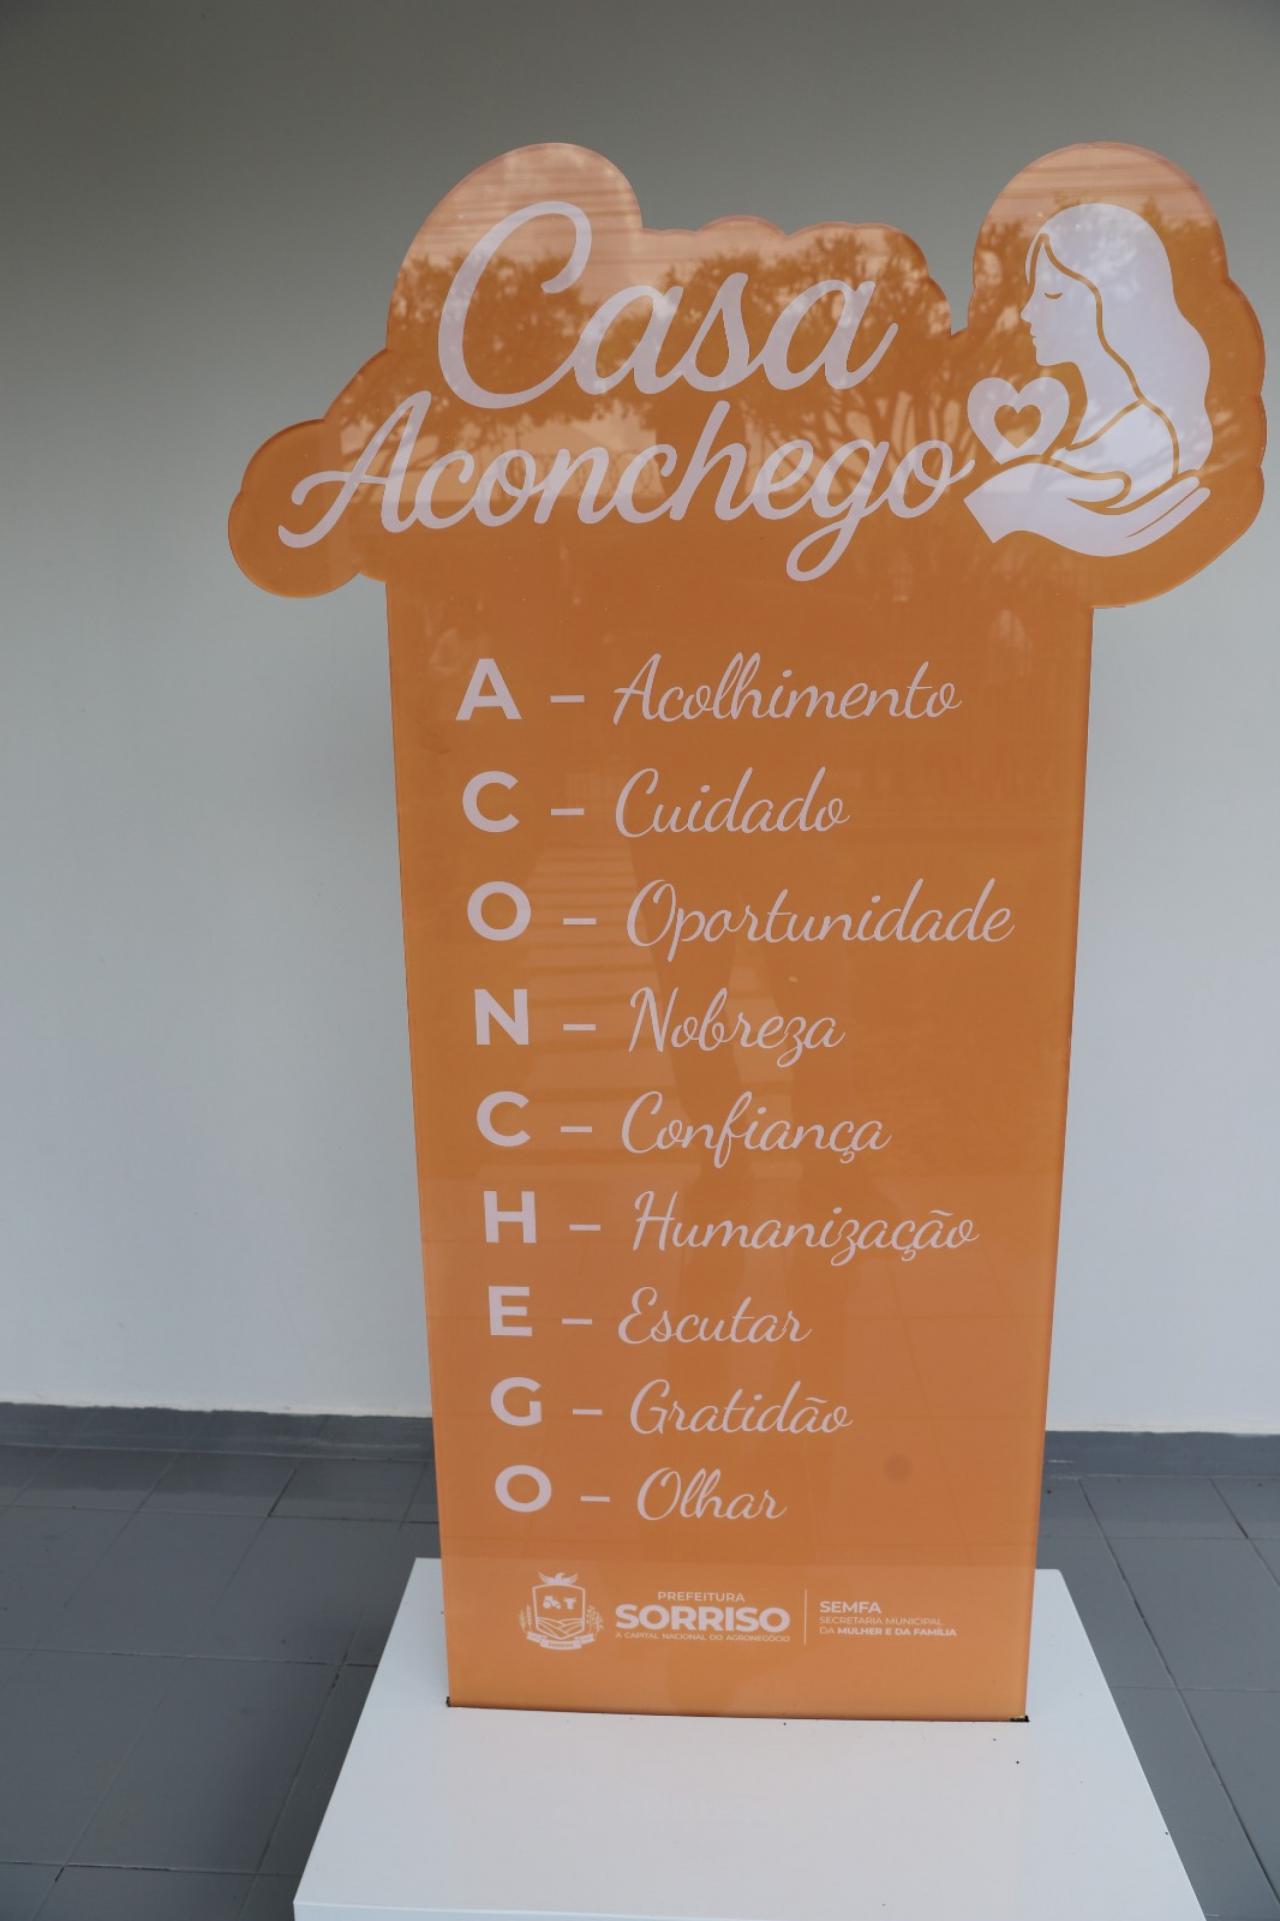 Casa
Aconchego
A – Acolhimento
C – Cuidado
O – Oportunidade
N – Nobreza
C – Confiança
H – Humanização
E – Escutar
G – Gratidão
O – Olhar
PREFEITURA
SORRISO
A CAPITAL NACIONAL DO AGRONEGÓCIO
SEMFA
SECRETARIA MUNICIPAL
DA MULHER E DA FAMÍLIA